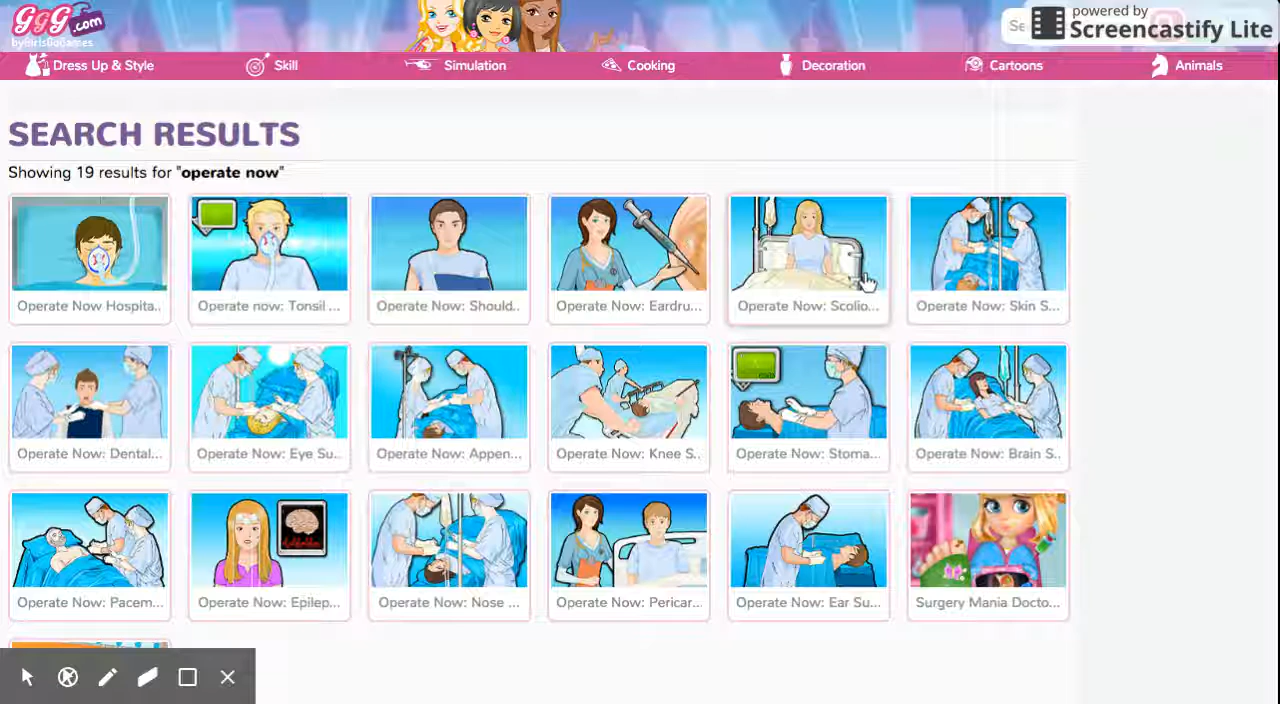 GGG.com
byGirlsGoGames
Se
powered by
Screencastify Lite
Dress Up & Style
Skill
Simulation
Cooking
Decoration
Cartoons
Animals
SEARCH RESULTS
Showing 19 results for "operate now"
Operate Now Hospita...
Operate now: Tonsil ...
Operate Now: Should..
Operate Now: Eardru...
Operate Now: Scolio...
Operate Now: Skin S...
Operate Now: Dental...
Operate Now: Eye Su..
Operate Now: Appen...
Operate Now: Knee S..
Operate Now: Stoma...
Operate Now: Brain S..
Operate Now: Pacem...
Operate Now: Epilep...
Operate Now: Nose ...
Operate Now: Pericar...
Operate Now: Ear Su...
Surgery Mania Docto...